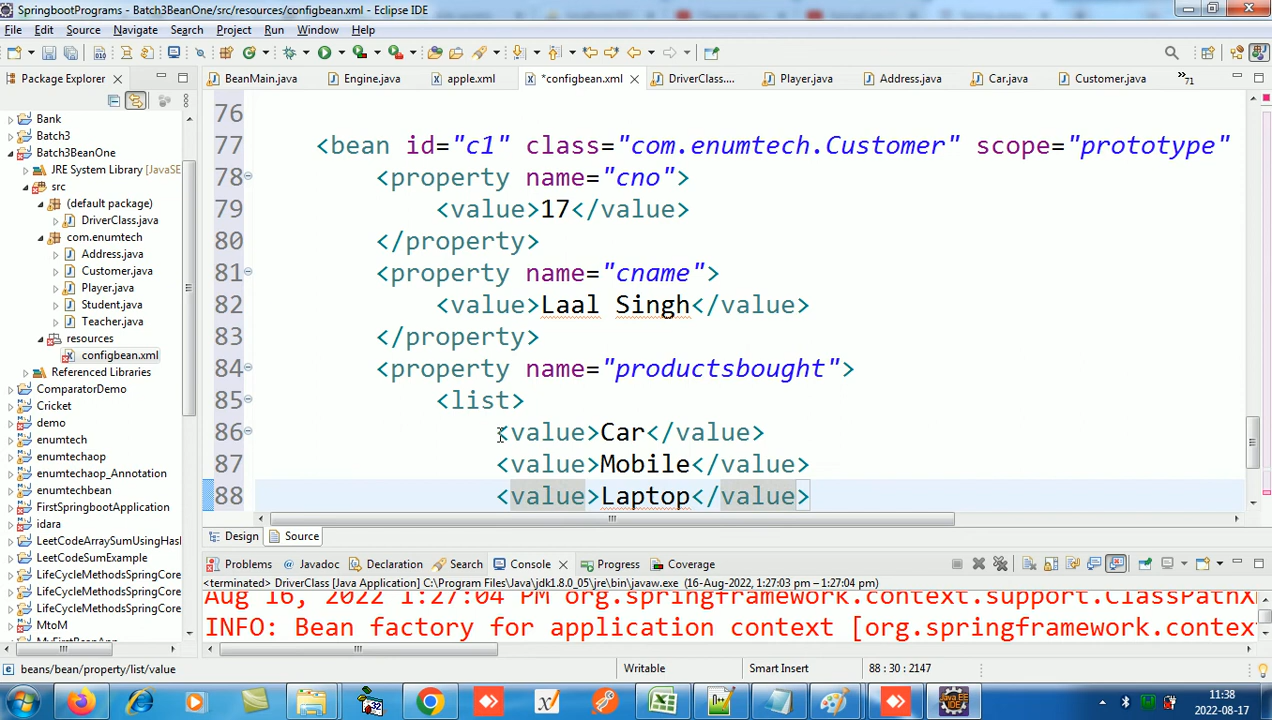 SpringbootPrograms - Batch3BeanOne/src/resources/configbean.xml - Eclipse IDE
File Edit Source Navigate Search Project Run Window Help
Package Explorer
BeanMain.java Engine.java apple.xml *configbean.xml DriverClass.... Player.java Address.java Car.java Customer.java »71
Bank
Batch3
Batch3BeanOne
JRE System Library [JavaSE
src
(default package)
DriverClass.java
com.enumtech
Address.java
Customer.java
Player.java
Student.java
Teacher.java
resources
configbean.xml
Referenced Libraries
ComparatorDemo
Cricket
demo
enumtech
enumtechaop
enumtechaop_Annotation
enumtechbean
FirstSpringbootApplication
idara
LeetCodeArraySumUsingHash
LeetCodeSumExample
LifeCycleMethodsSpringCore
LifeCycleMethodsSpringCore
LifeCycleMethodsSpringCore
MtoM
MyFirstBeanApp
76
77 <bean id="c1" class="com.enumtech.Customer" scope="prototype"
78 <property name="cno">
79 <value>17</value>
80 </property>
81 <property name="cname">
82 <value>Laal Singh</value>
83 </property>
84 <property name="productsbought">
85 <list>
86 <value>Car</value>
87 <value>Mobile</value>
88 <value>Laptop</value>
Design Source
Problems Javadoc Declaration Search Console Progress Coverage
<terminated> DriverClass [Java Application] C:\Program Files\Java\jdk1.8.0_05\jre\bin\javaw.exe (16-Aug-2022, 1:27:03 pm – 1:27:04 pm)
Aug 16, 2022 1:27:04 PM org.springframework.context.support.ClassPathX
INFO: Bean factory for application context [org.springframework.context
beans/bean/property/list/value Writable Smart Insert 88 : 30 : 2147
32
11:38
2022-08-17